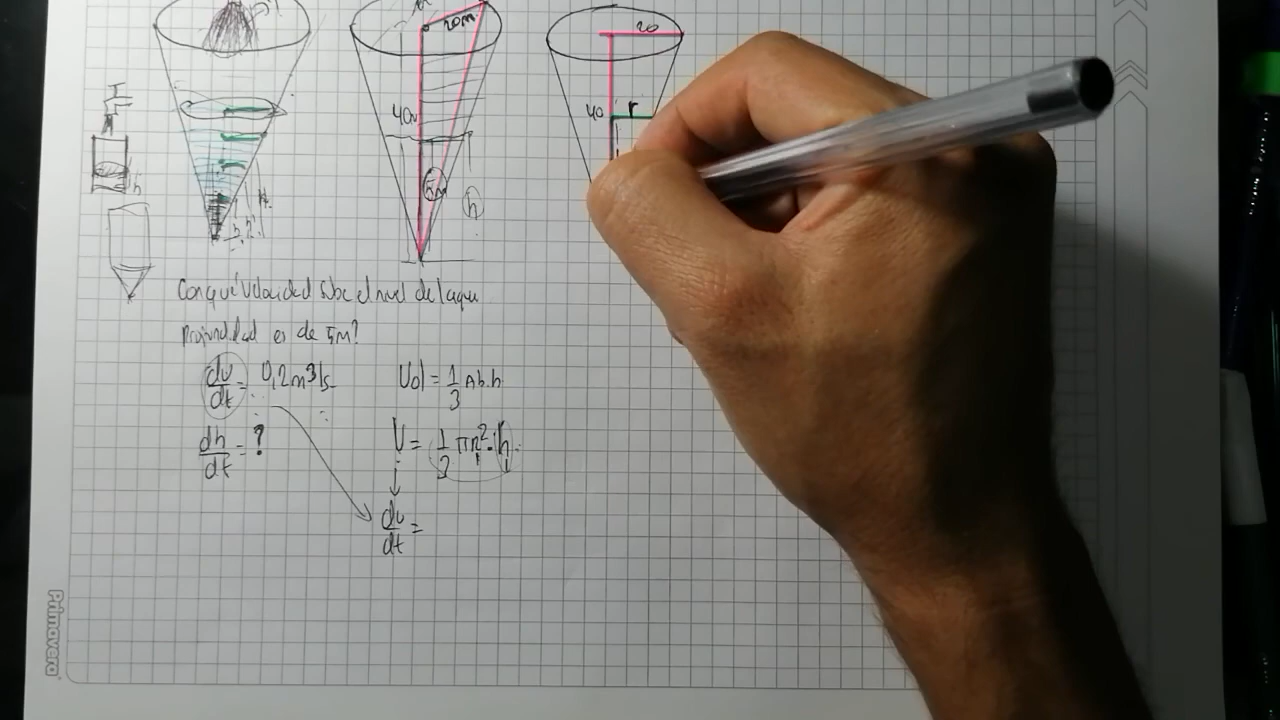 20m
20
40
r
40
5m
h
h
Con qué Velocidad sube el nivel del agua
profundidad es de 5m?
dv/dt = 0,2m³/s
Vol = 1/3 Ab.h
dh/dt = ?
V = 1/3 πr².h
dv/dt =
Primavera